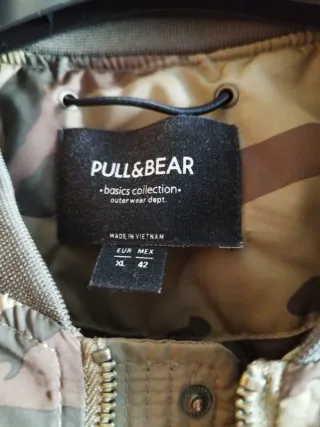 PULL&BEAR
•basics collection•
outerwear dept.
MADE IN VIETNAM
EUR MEX
XL 42